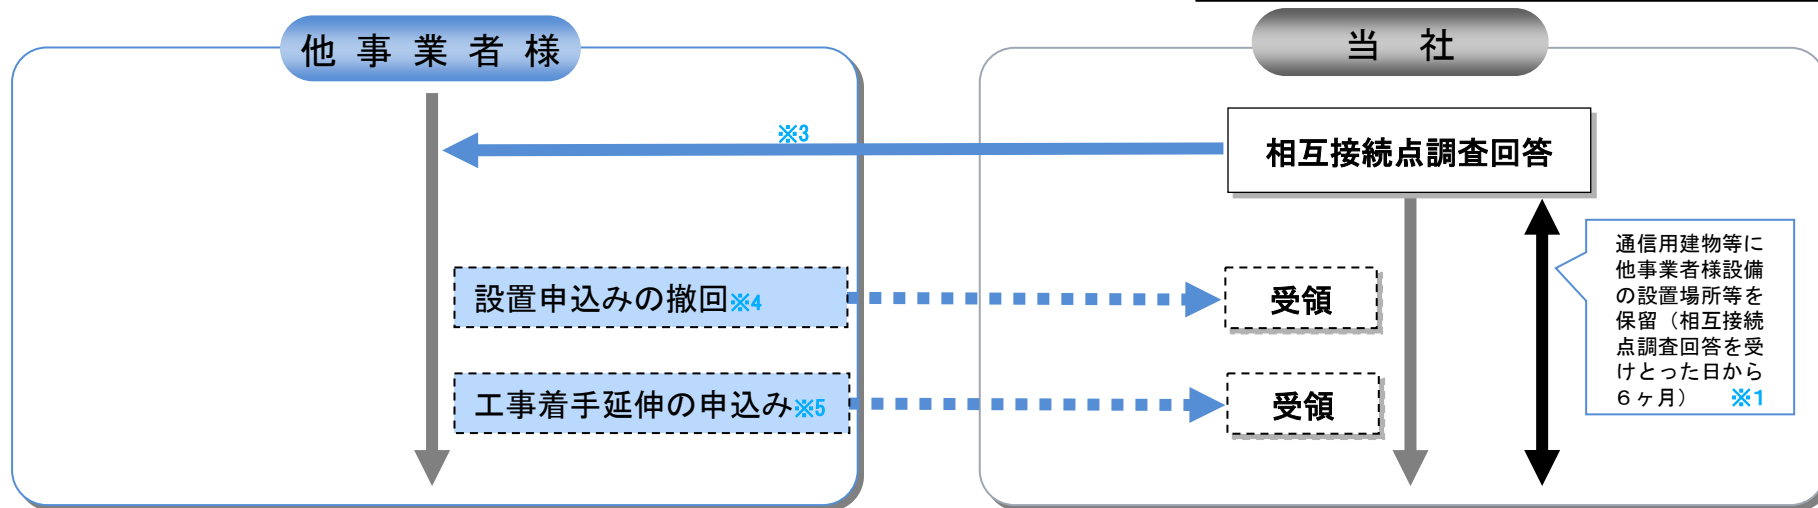 他事業者様
当社
※3
相互接続点調査回答
通信用建物等に
他事業者様設備
の設置場所等を
保留（相互接続
点調査回答を受
けとった日から
６ヶ月） ※1
設置申込みの撤回※4
受領
工事着手延伸の申込み※5
受領